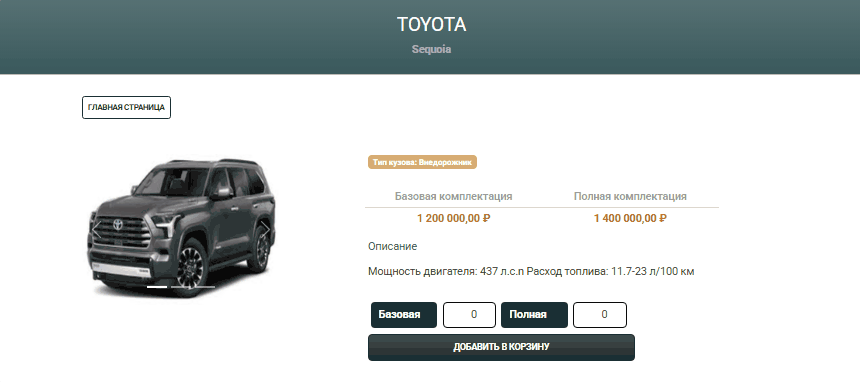 TOYOTA
Sequoia
ГЛАВНАЯ СТРАНИЦА
Тип кузова: Внедорожник
Базовая комплектация Полная комплектация
1 200 000,00 ₽ 1 400 000,00 ₽
Описание
Мощность двигателя: 437 л.с.n Расход топлива: 11.7-23 л/100 км
Базовая 0 Полная 0
ДОБАВИТЬ В КОРЗИНУ